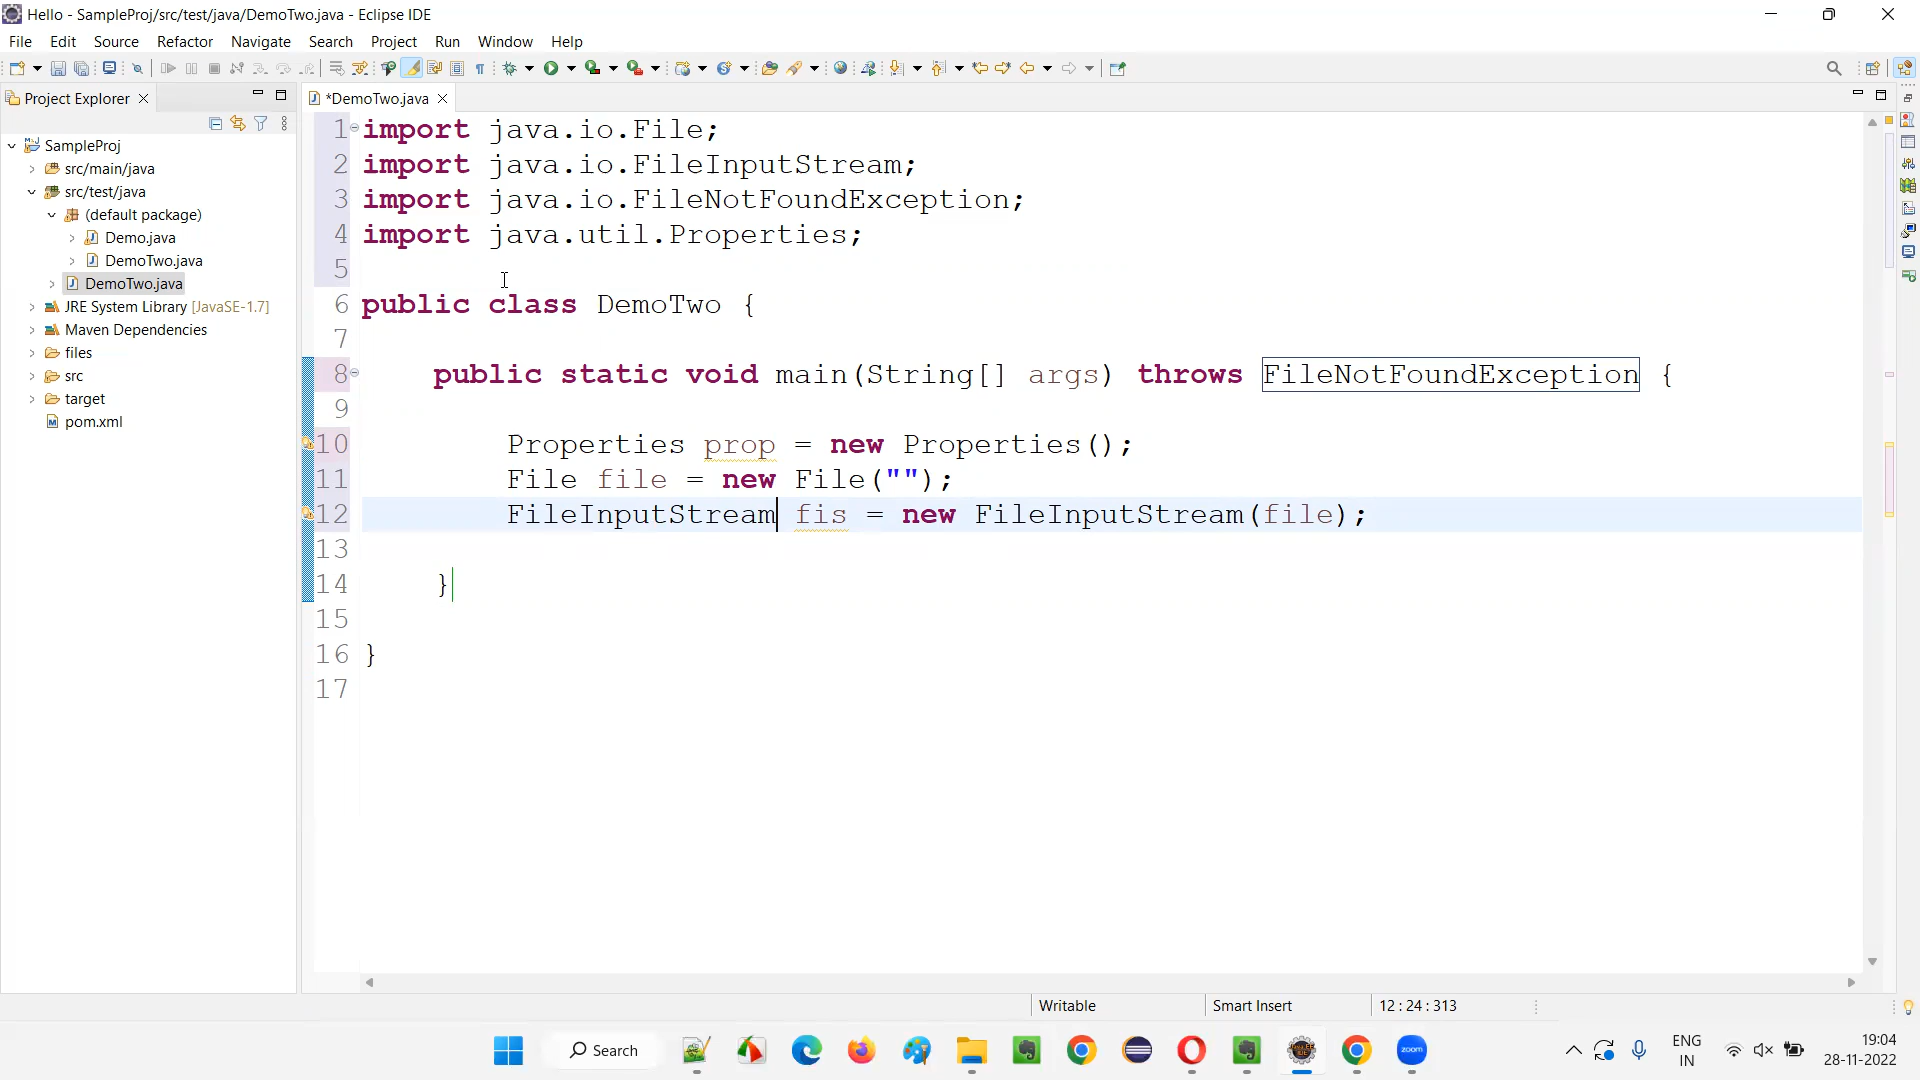 Hello - SampleProj/src/test/java/DemoTwo.java - Eclipse IDE
File Edit Source Refactor Navigate Search Project Run Window Help
Project Explorer
*DemoTwo.java
SampleProj
src/main/java
src/test/java
(default package)
Demo.java
DemoTwo.java
DemoTwo.java
JRE System Library [JavaSE-1.7]
Maven Dependencies
files
src
target
pom.xml
1 import java.io.File;
2 import java.io.FileInputStream;
3 import java.io.FileNotFoundException;
4 import java.util.Properties;
5
6 public class DemoTwo {
7
8 public static void main(String[] args) throws FileNotFoundException {
9
10 Properties prop = new Properties();
11 File file = new File("");
12 FileInputStream fis = new FileInputStream(file);
13
14 }
15
16 }
17
Writable Smart Insert 12 : 24 : 313
Search
zoom
ENG
IN
19:04
28-11-2022